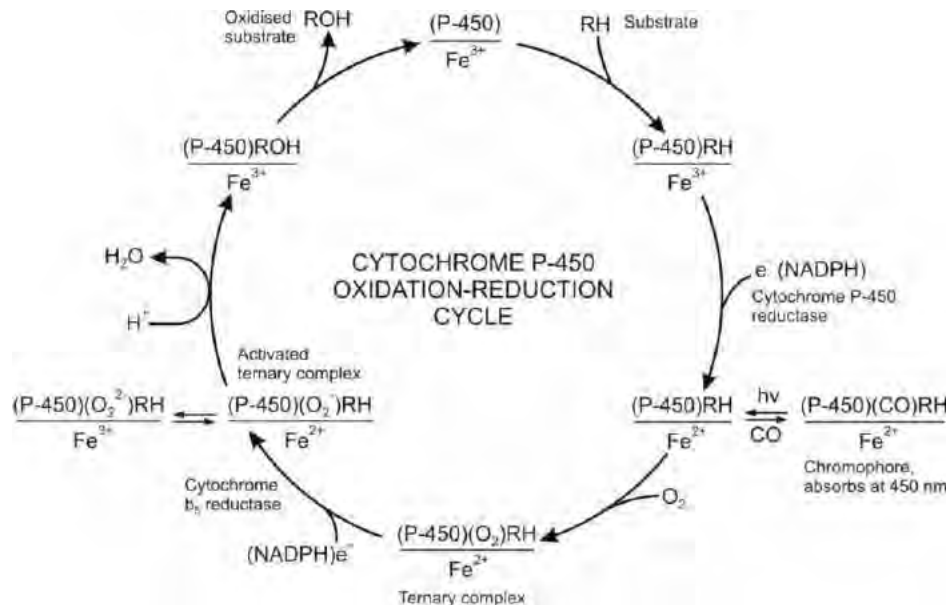 Oxidised
substrate
ROH
(P-450)
Fe3+
RH
Substrate
(P-450)ROH
Fe3+
(P-450)RH
Fe3+
H2O
H+
CYTOCHROME P-450
OXIDATION-REDUCTION
CYCLE
e- (NADPH)
Cytochrome P-450
reductase
Activated
ternary complex
(P-450)(O2 2-)RH
Fe3+
(P-450)(O2-)RH
Fe2+
(P-450)RH
Fe2+
hv
CO
(P-450)(CO)RH
Fe2+
Chromophore,
absorbs at 450 nm
Cytochrome
b5 reductase
(NADPH)e-
O2
(P-450)(O2)RH
Fe2+
Ternary complex